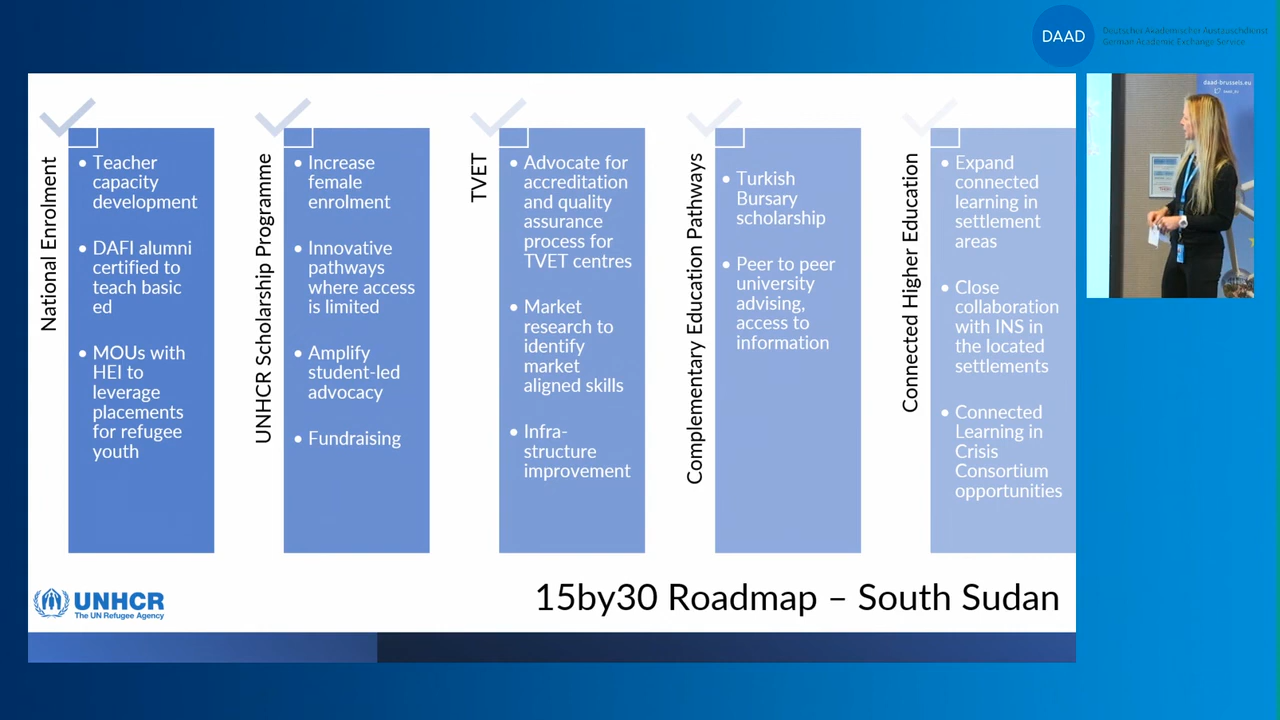 DAAD
Deutscher Akademischer Austauschdienst
German Academic Exchange Service
daad-brussels.eu
National Enrolment
• Teacher
capacity
development
• DAFI alumni
certified to
teach basic
ed
• MOUs with
HEI to
leverage
placements
for refugee
youth
UNHCR Scholarship Programme
• Increase
female
enrolment
• Innovative
pathways
where access
is limited
• Amplify
student-led
advocacy
• Fundraising
TVET
• Advocate for
accreditation
and quality
assurance
process for
TVET centres
• Market
research to
identify
market
aligned skills
• Infra-
structure
improvement
Complementary Education Pathways
• Turkish
Bursary
scholarship
• Peer to peer
university
advising,
access to
information
Connected Higher Education
• Expand
connected
learning in
settlement
areas
• Close
collaboration
with INS in
the located
settlements
• Connected
Learning in
Crisis
Consortium
opportunities
UNHCR
The UN Refugee Agency
15by30 Roadmap – South Sudan